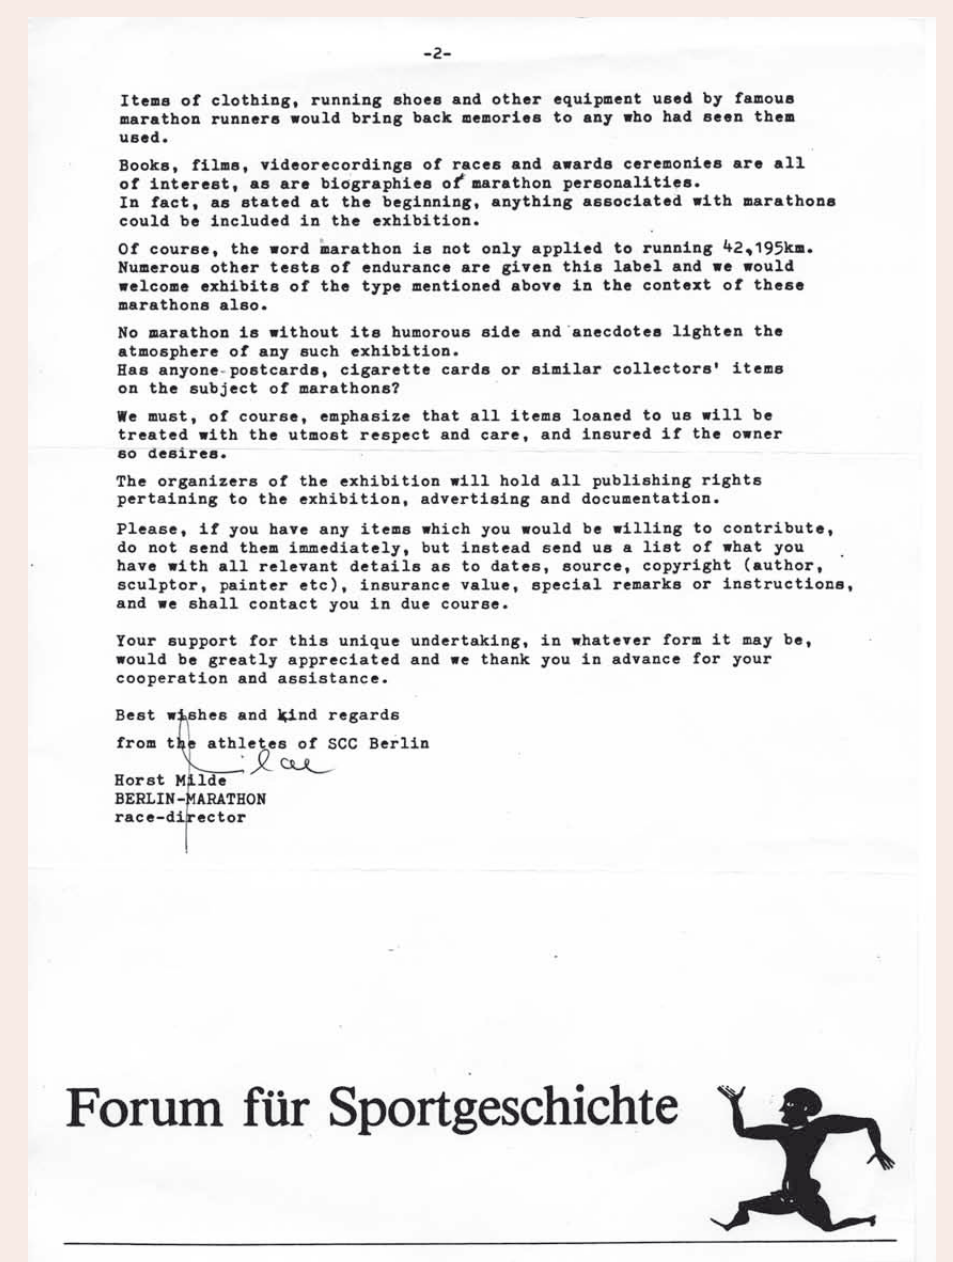 -2-
Items of clothing, running shoes and other equipment used by famous
marathon runners would bring back memories to any who had seen them
used.
Books, films, videorecordings of races and awards ceremonies are all
of interest, as are biographies of marathon personalities.
In fact, as stated at the beginning, anything associated with marathons
could be included in the exhibition.
Of course, the word marathon is not only applied to running 42,195km.
Numerous other tests of endurance are given this label and we would
welcome exhibits of the type mentioned above in the context of these
marathons also.
No marathon is without its humorous side and anecdotes lighten the
atmosphere of any such exhibition.
Has anyone postcards, cigarette cards or similar collectors' items
on the subject of marathons?
We must, of course, emphasize that all items loaned to us will be
treated with the utmost respect and care, and insured if the owner
so desires.
The organizers of the exhibition will hold all publishing rights
pertaining to the exhibition, advertising and documentation.
Please, if you have any items which you would be willing to contribute,
do not send them immediately, but instead send us a list of what you
have with all relevant details as to dates, source, copyright (author,
sculptor, painter etc), insurance value, special remarks or instructions,
and we shall contact you in due course.
Your support for this unique undertaking, in whatever form it may be,
would be greatly appreciated and we thank you in advance for your
cooperation and assistance.
Best wishes and kind regards
from the athletes of SCC Berlin
Horst Milde
BERLIN-MARATHON
race-director
Forum für Sportgeschichte